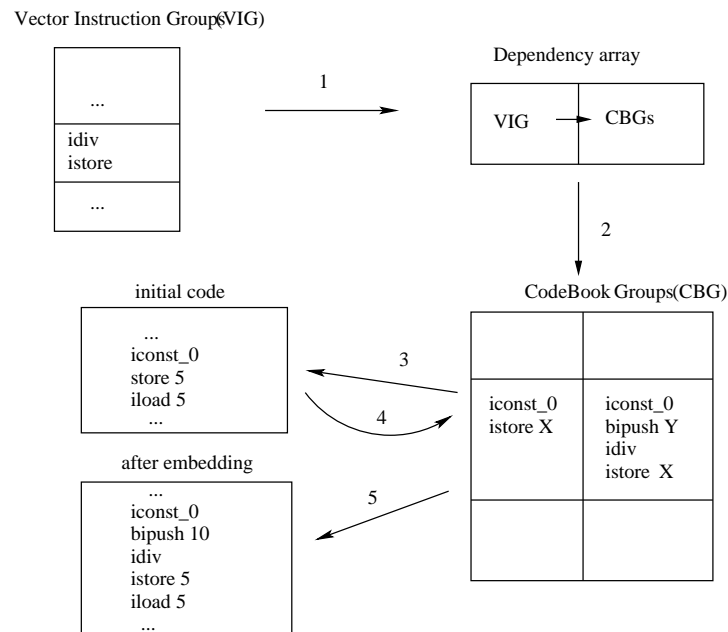 Vector Instruction Groups(VIG)
...
idiv
istore
...
1
Dependency array
VIG
CBGs
2
initial code
...
iconst_0
store 5
iload 5
...
3
4
CodeBook Groups(CBG)
iconst_0
istore X
iconst_0
bipush Y
idiv
istore X
after embedding
...
iconst_0
bipush 10
idiv
istore 5
iload 5
...
5